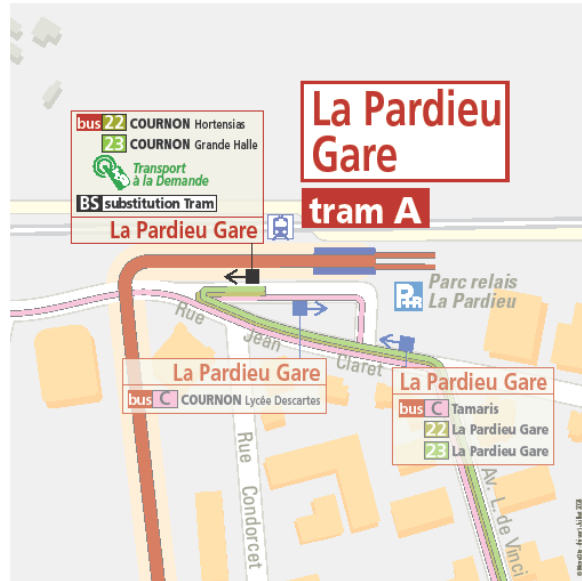 La Pardieu
Gare
tram A
bus 22 COURNON Hortensias
23 COURNON Grande Halle
Transport
à la Demande
BS substitution Tram
La Pardieu Gare
P+R
Parc relais
La Pardieu
Rue Jean Claret
La Pardieu Gare
bus C COURNON Lycée Descartes
La Pardieu Gare
bus C Tamaris
22 La Pardieu Gare
23 La Pardieu Gare
Rue Condorcet
Av. L. de Vinci